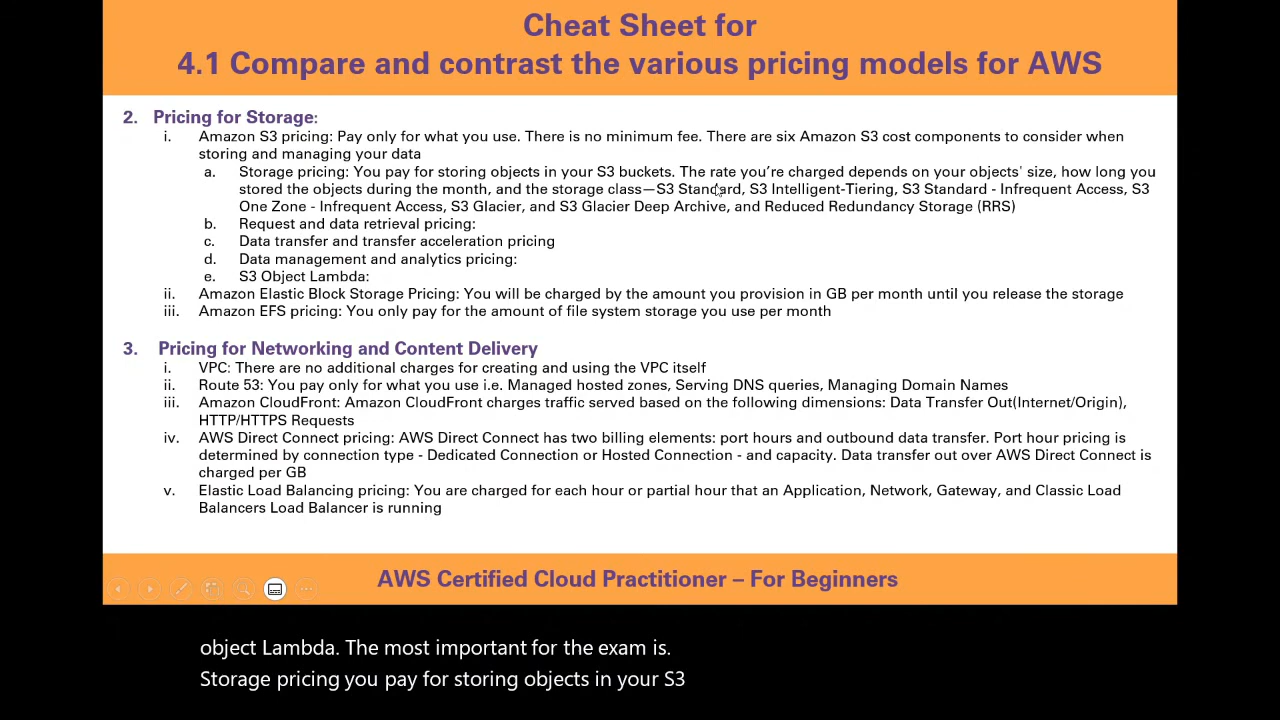 Cheat Sheet for
4.1 Compare and contrast the various pricing models for AWS
2. Pricing for Storage:
i. Amazon S3 pricing: Pay only for what you use. There is no minimum fee. There are six Amazon S3 cost components to consider when
storing and managing your data
a. Storage pricing: You pay for storing objects in your S3 buckets. The rate you're charged depends on your objects' size, how long you
stored the objects during the month, and the storage class—S3 Standard, S3 Intelligent-Tiering, S3 Standard - Infrequent Access, S3
One Zone - Infrequent Access, S3 Glacier, and S3 Glacier Deep Archive, and Reduced Redundancy Storage (RRS)
b. Request and data retrieval pricing:
c. Data transfer and transfer acceleration pricing
d. Data management and analytics pricing:
e. S3 Object Lambda:
ii. Amazon Elastic Block Storage Pricing: You will be charged by the amount you provision in GB per month until you release the storage
iii. Amazon EFS pricing: You only pay for the amount of file system storage you use per month
3. Pricing for Networking and Content Delivery
i. VPC: There are no additional charges for creating and using the VPC itself
ii. Route 53: You pay only for what you use i.e. Managed hosted zones, Serving DNS queries, Managing Domain Names
iii. Amazon CloudFront: Amazon CloudFront charges traffic served based on the following dimensions: Data Transfer Out(Internet/Origin),
HTTP/HTTPS Requests
iv. AWS Direct Connect pricing: AWS Direct Connect has two billing elements: port hours and outbound data transfer. Port hour pricing is
determined by connection type - Dedicated Connection or Hosted Connection - and capacity. Data transfer out over AWS Direct Connect is
charged per GB
v. Elastic Load Balancing pricing: You are charged for each hour or partial hour that an Application, Network, Gateway, and Classic Load
Balancers Load Balancer is running
AWS Certified Cloud Practitioner – For Beginners
object Lambda. The most important for the exam is.
Storage pricing you pay for storing objects in your S3